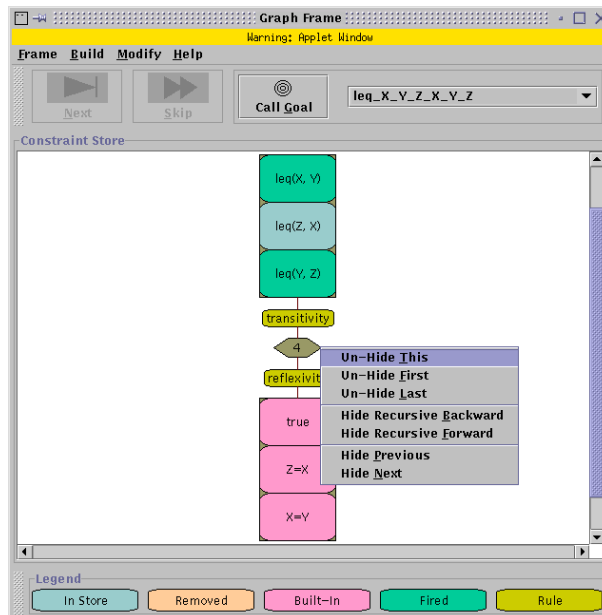 Graph Frame
Warning: Applet Window
Frame Build Modify Help
Next Skip Call Goal leq_X_Y_Z_X_Y_Z
Constraint Store
leq(X, Y)
leq(Z, X)
leq(Y, Z)
transitivity
4
Un-Hide This
reflexivit
Un-Hide First
Un-Hide Last
Hide Recursive Backward
true
Hide Recursive Forward
Hide Previous
Z=X
Hide Next
X=Y
Legend
In Store Removed Built-In Fired Rule